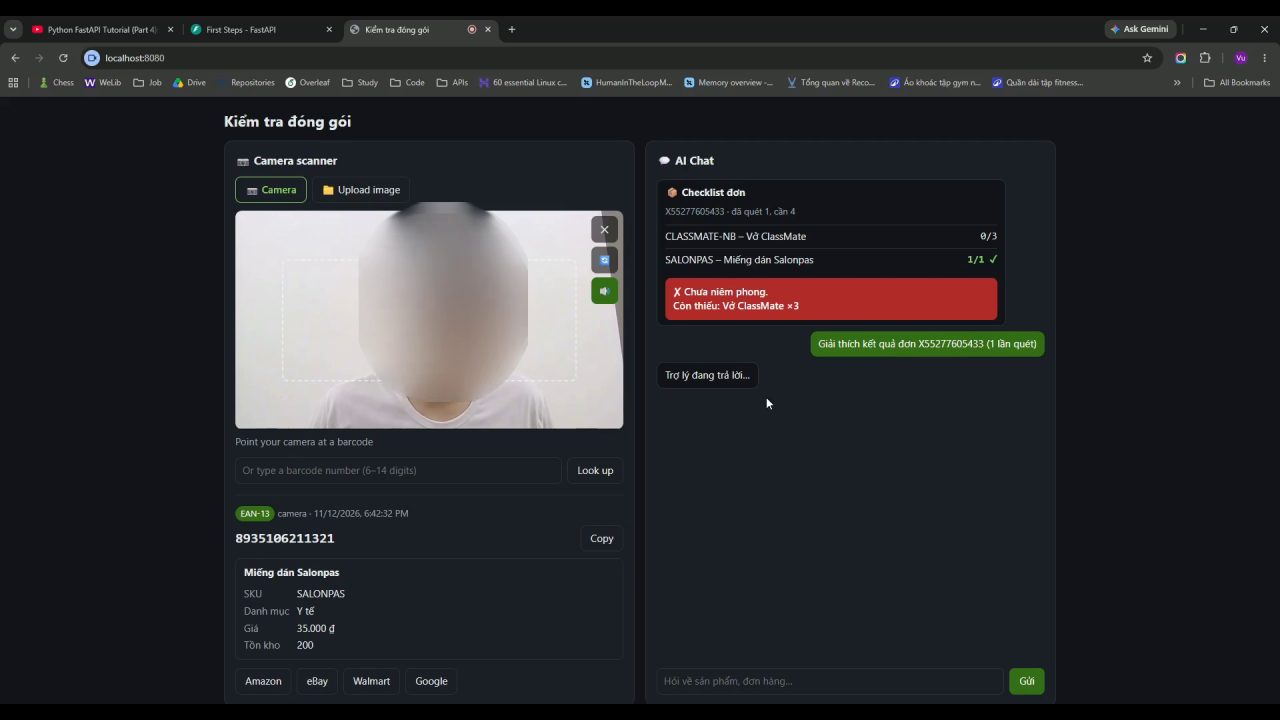 Python FastAPI Tutorial (Part 4)
First Steps - FastAPI
Kiểm tra đóng gói
Ask Gemini
localhost:8080
Vu
Chess
WeLib
Job
Drive
Repositories
Overleaf
Study
Code
APIs
60 essential Linux c...
HumanInTheLoopM...
Memory overview -...
Tổng quan về Reco...
Áo khoác tập gym n...
Quần dài tập fitness...
»
All Bookmarks
Kiểm tra đóng gói
Camera scanner
Camera
Upload image
Point your camera at a barcode
Or type a barcode number (6–14 digits)
Look up
EAN-13
camera · 11/12/2026, 6:42:32 PM
8935106211321
Copy
Miếng dán Salonpas
SKU SALONPAS
Danh mục Y tế
Giá 35.000 ₫
Tồn kho 200
Amazon
eBay
Walmart
Google
AI Chat
Checklist đơn
X55277605433 · đã quét 1, cần 4
CLASSMATE-NB – Vở ClassMate 0/3
SALONPAS – Miếng dán Salonpas 1/1 ✓
✗ Chưa niêm phong.
Còn thiếu: Vở ClassMate ×3
Giải thích kết quả đơn X55277605433 (1 lần quét)
Trợ lý đang trả lời...
Hỏi về sản phẩm, đơn hàng...
Gửi